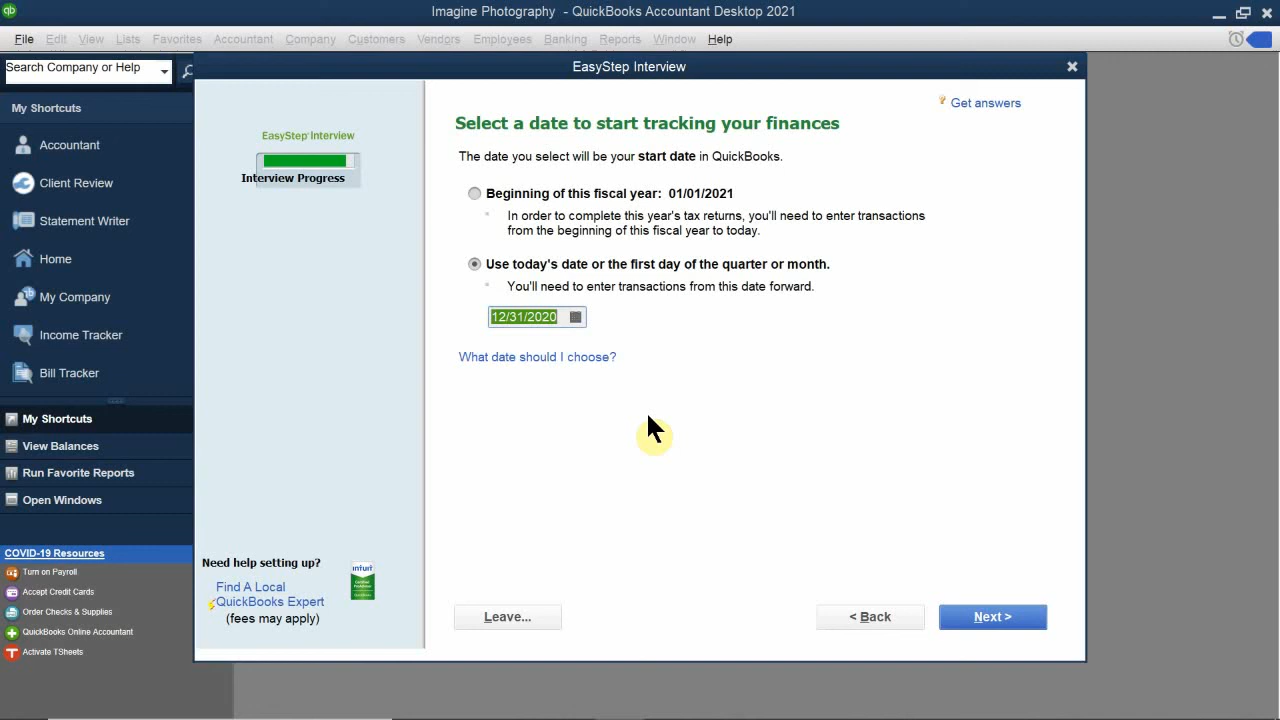 Imagine Photography - QuickBooks Accountant Desktop 2021
File Edit View Lists Favorites Accountant Company Customers Vendors Employees Banking Reports Window Help
Search Company or Help
My Shortcuts
Accountant
Client Review
Statement Writer
Home
My Company
Income Tracker
Bill Tracker
My Shortcuts
View Balances
Run Favorite Reports
Open Windows
COVID-19 Resources
Turn on Payroll
Accept Credit Cards
Order Checks & Supplies
QuickBooks Online Accountant
Activate TSheets
EasyStep Interview
EasyStep Interview
Interview Progress
Need help setting up?
Find A Local
QuickBooks Expert
(fees may apply)
intuit
Get answers
Select a date to start tracking your finances
The date you select will be your start date in QuickBooks.
Beginning of this fiscal year: 01/01/2021
In order to complete this year's tax returns, you'll need to enter transactions
from the beginning of this fiscal year to today.
Use today's date or the first day of the quarter or month.
You'll need to enter transactions from this date forward.
12/31/2020
What date should I choose?
Leave...
< Back
Next >